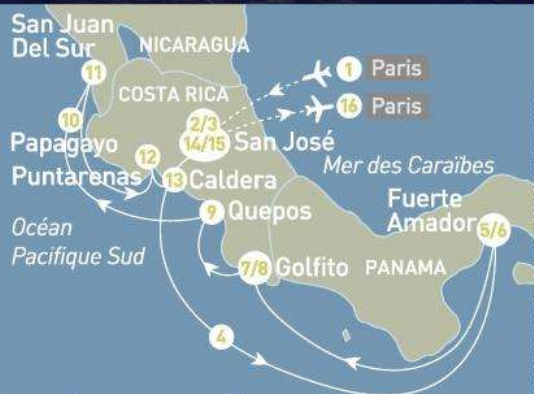 San Juan
Del Sur
NICARAGUA
11
1 Paris
COSTA RICA
16 Paris
10
2/3
14/15
San José
Papagayo
12
Puntarenas
13 Caldera
Mer des Caraïbes
Fuerte
Amador
5/6
9 Quepos
Océan
Pacifique Sud
7/8 Golfito
PANAMA
4